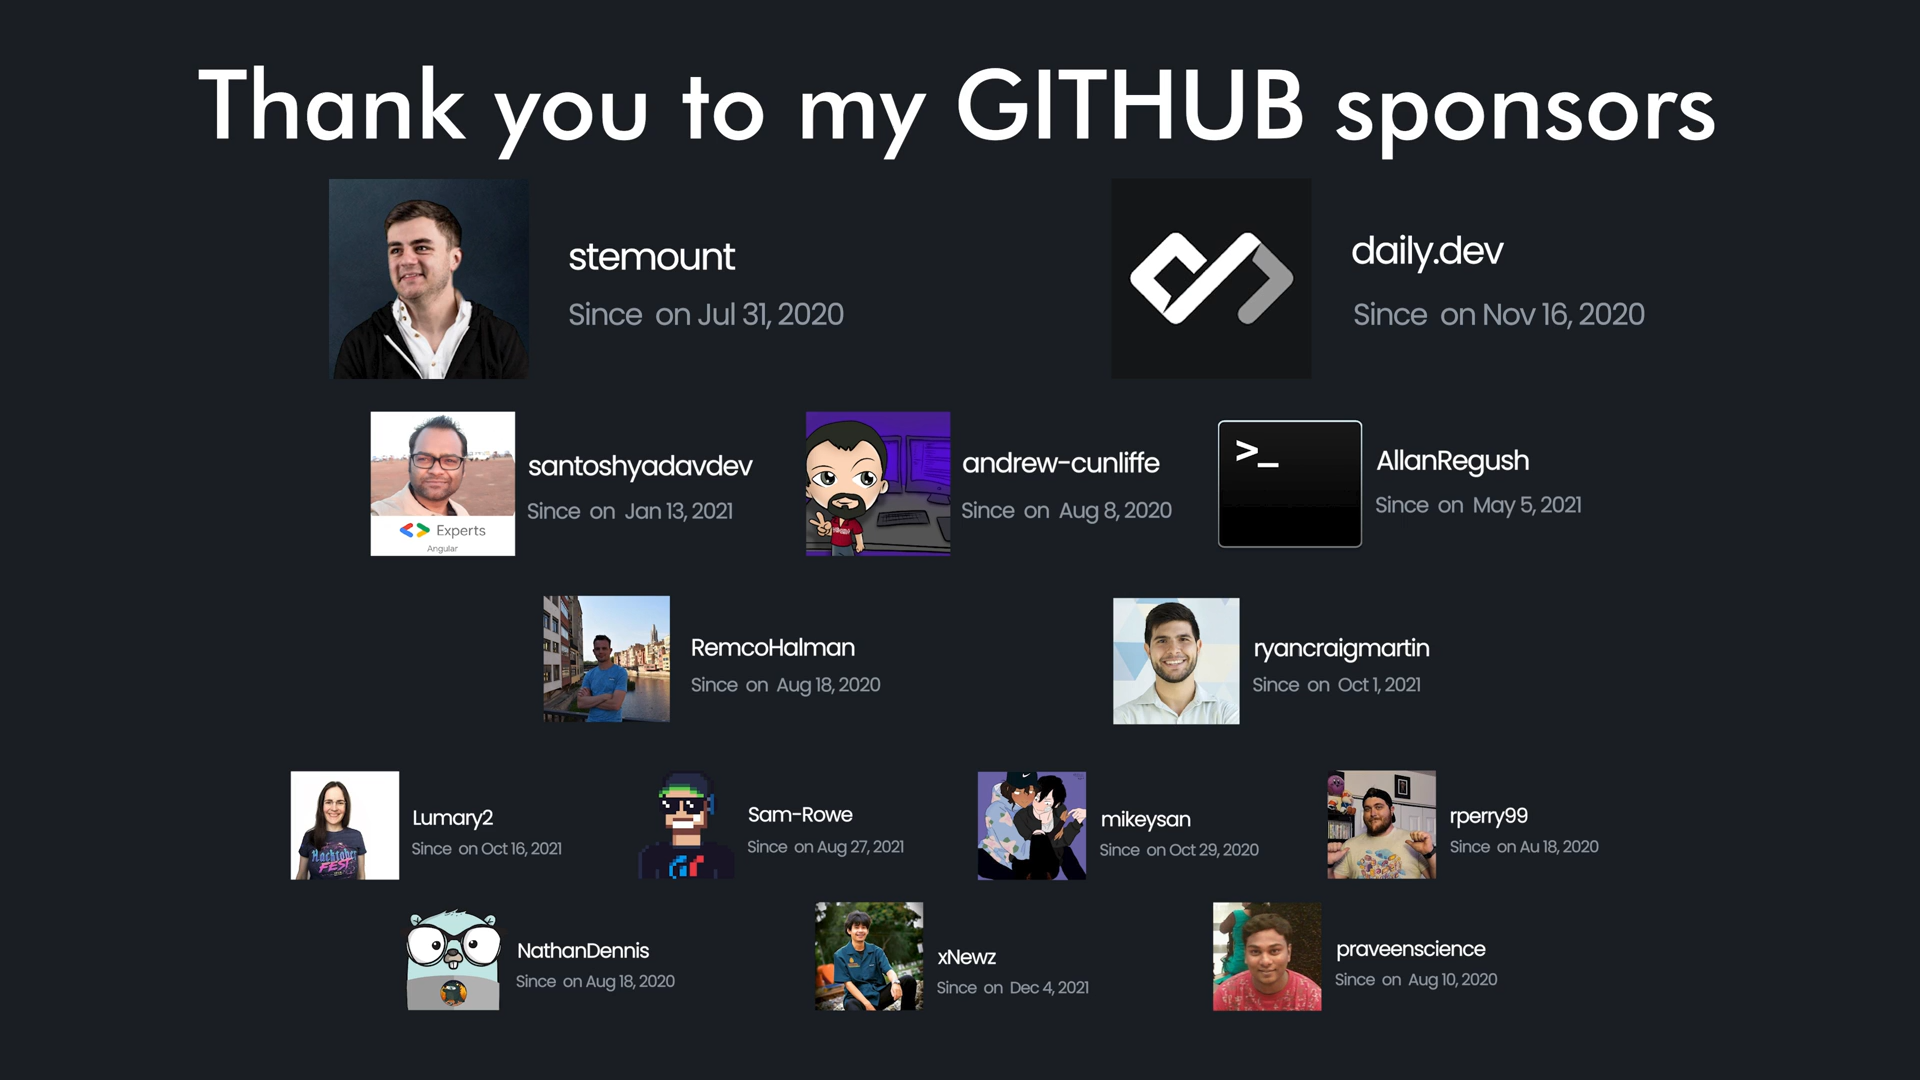 Thank you to my GITHUB sponsors
stemount
Since on Jul 31, 2020
daily.dev
Since on Nov 16, 2020
santoshyadavdev
Since on Jan 13, 2021
Experts
Angular
andrew-cunliffe
Since on Aug 8, 2020
>_
AllanRegush
Since on May 5, 2021
RemcoHalman
Since on Aug 18, 2020
ryancraigmartin
Since on Oct 1, 2021
Lumary2
Since on Oct 16, 2021
Hacktober
FEST
Sam-Rowe
Since on Aug 27, 2021
mikeysan
Since on Oct 29, 2020
rperry99
Since on Au 18, 2020
NathanDennis
Since on Aug 18, 2020
xNewz
Since on Dec 4, 2021
praveenscience
Since on Aug 10, 2020